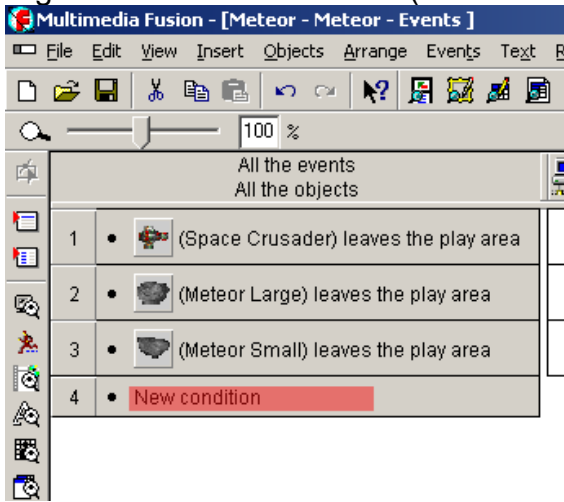 Multimedia Fusion - [Meteor - Meteor - Events ]
File Edit View Insert Objects Arrange Events Text
100 %
All the events
All the objects
1 • (Space Crusader) leaves the play area
2 • (Meteor Large) leaves the play area
3 • (Meteor Small) leaves the play area
4 • New condition